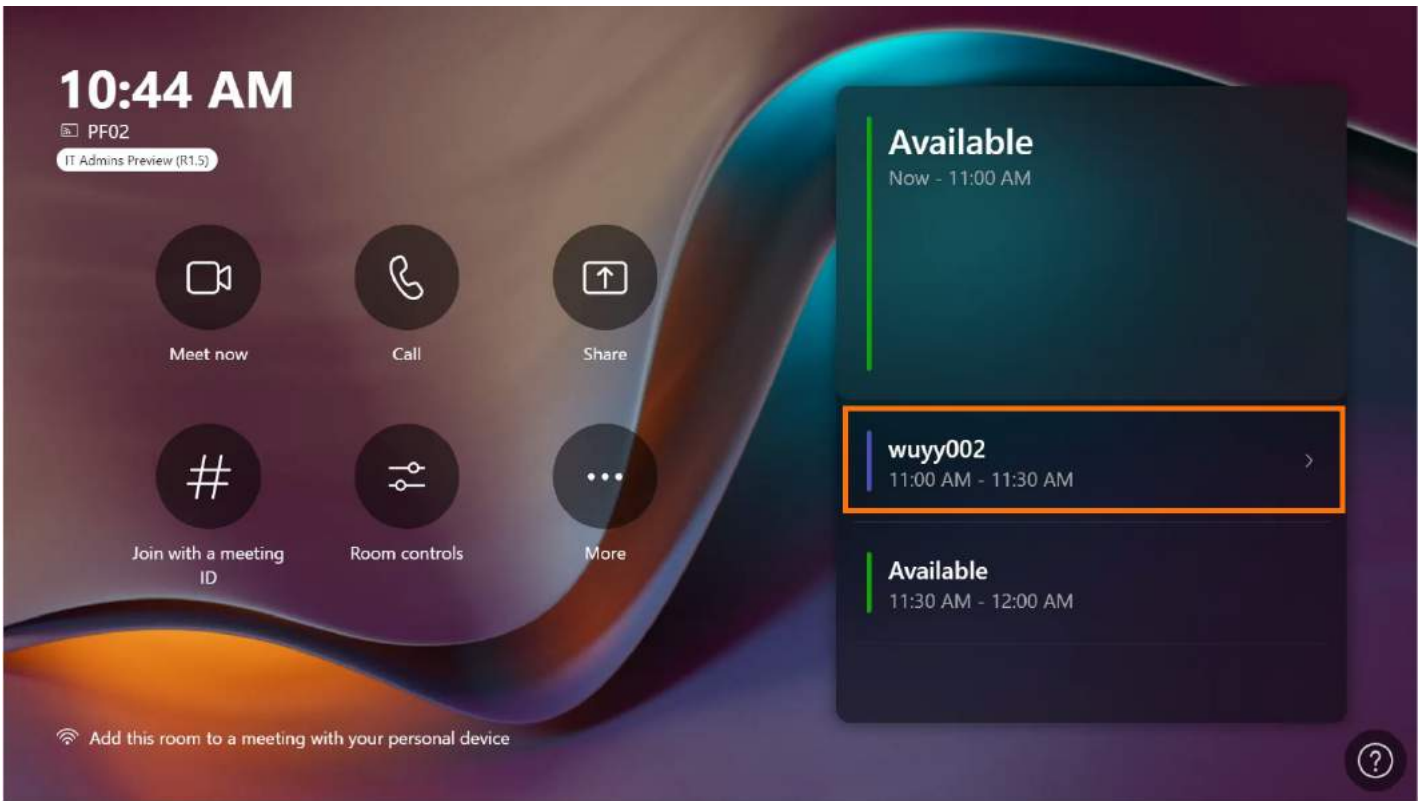 10:44 AM
PF02
IT Admins Preview (R1.5)
Meet now
Call
Share
Join with a meeting
ID
Room controls
More
Add this room to a meeting with your personal device
Available
Now - 11:00 AM
wuyy002
11:00 AM - 11:30 AM
Available
11:30 AM - 12:00 AM